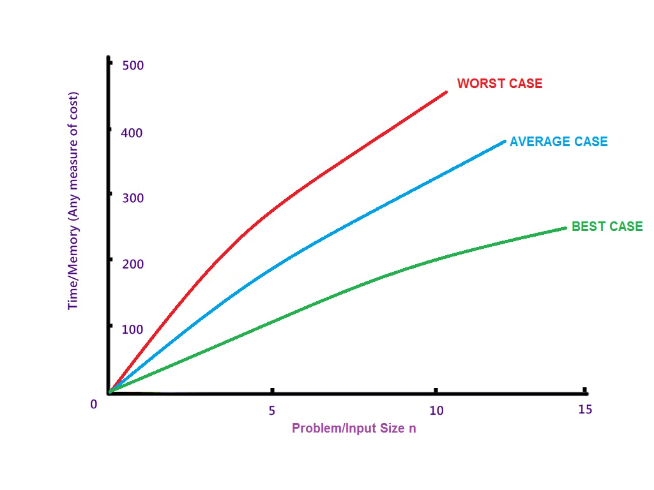 500
WORST CASE
400
AVERAGE CASE
300
BEST CASE
200
100
Time/Memory (Any measure of cost)
0
5
10
15
Problem/Input Size n